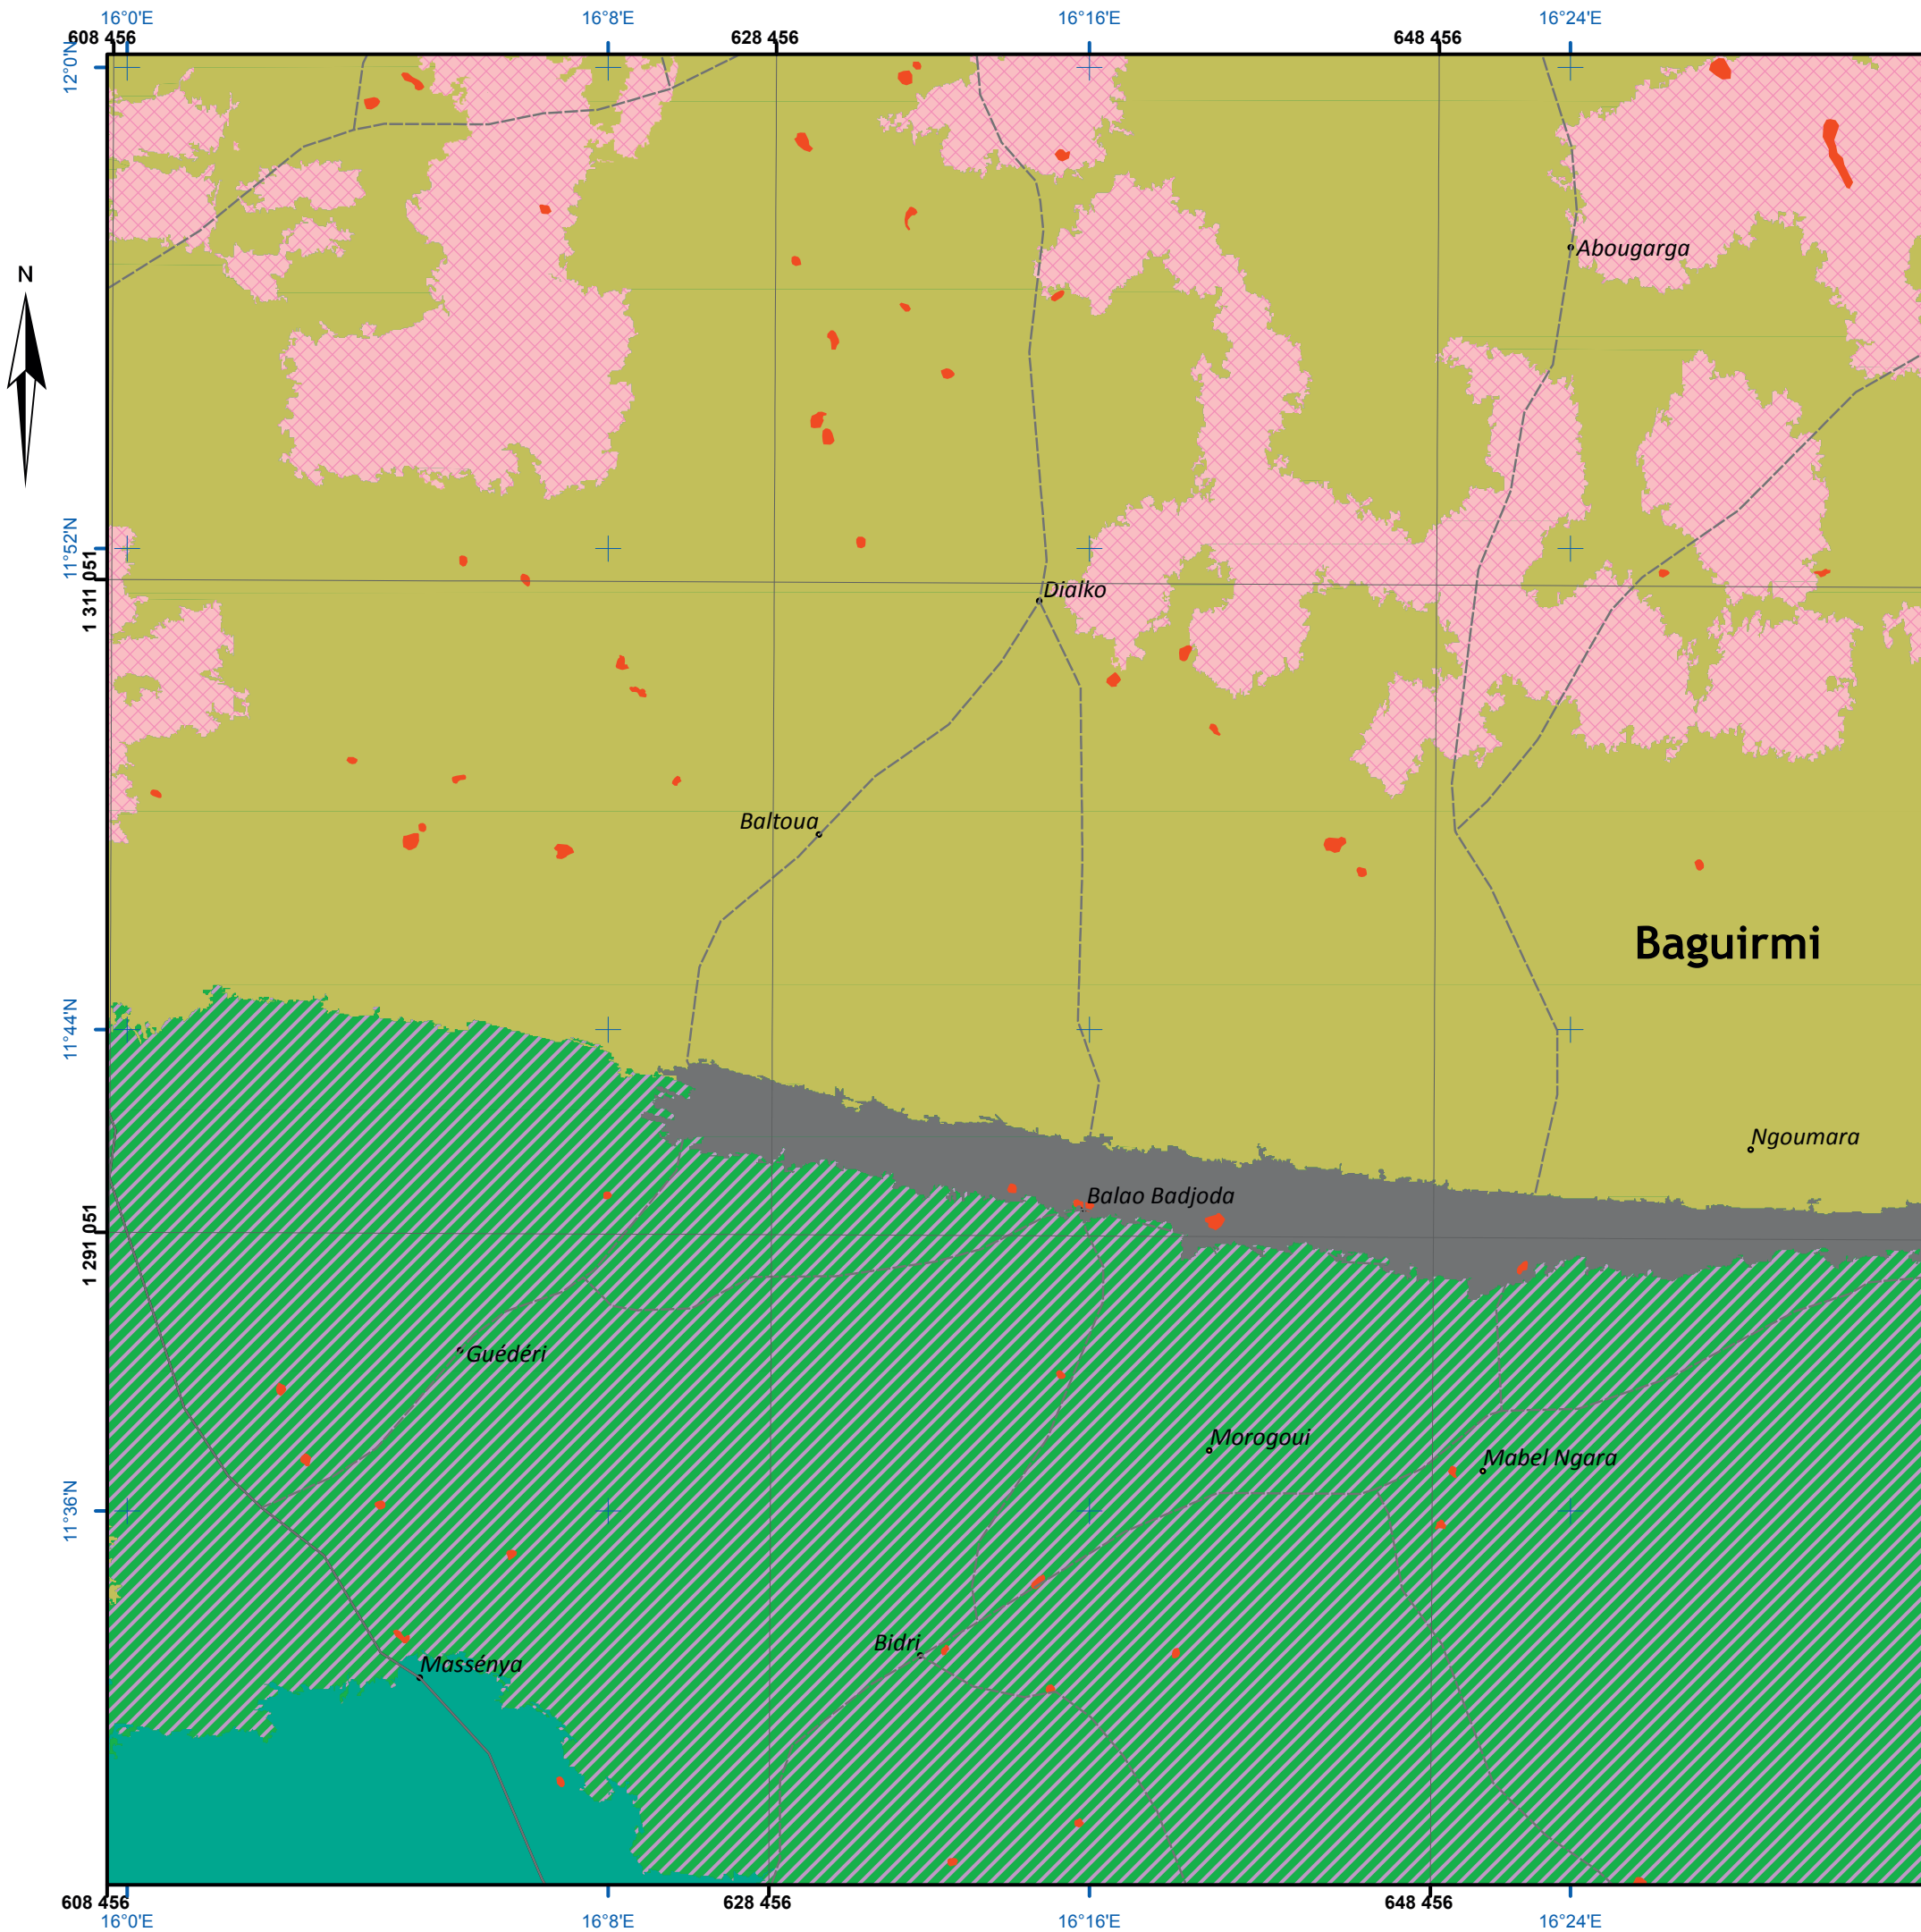 16°0'E 16°8'E 16°16'E 16°24'E
608 456 628 456 648 456
12°0'N
N
Abougarga
11°52'N
1 311 051
Dialko
Baltoua
Baguirmi
11°44'N
Ngoumara
Balao Badjoda
1 291 051
Guédéri
Morogoui
Mabel Ngara
11°36'N
Bidri
Massénya
608 456 628 456 648 456
16°0'E 16°8'E 16°16'E 16°24'E